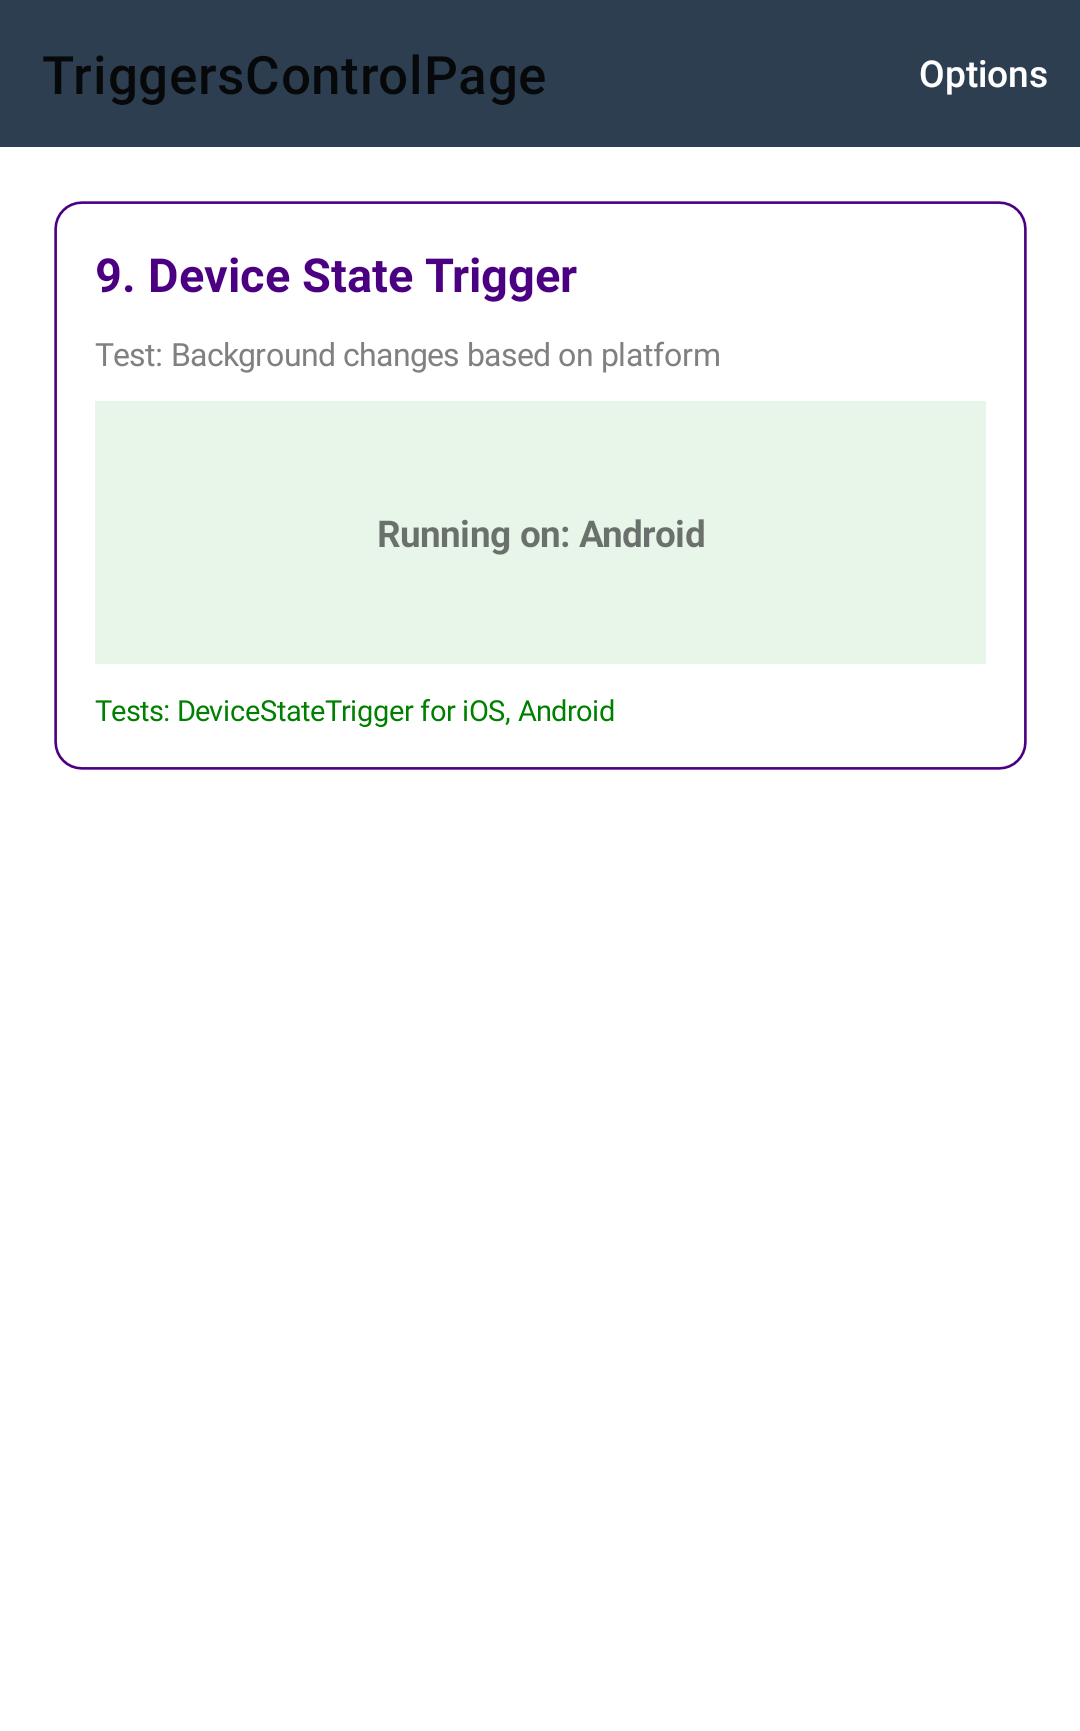 TriggersControlPage
Options
9. Device State Trigger
Test: Background changes based on platform
Running on: Android
Tests: DeviceStateTrigger for iOS, Android